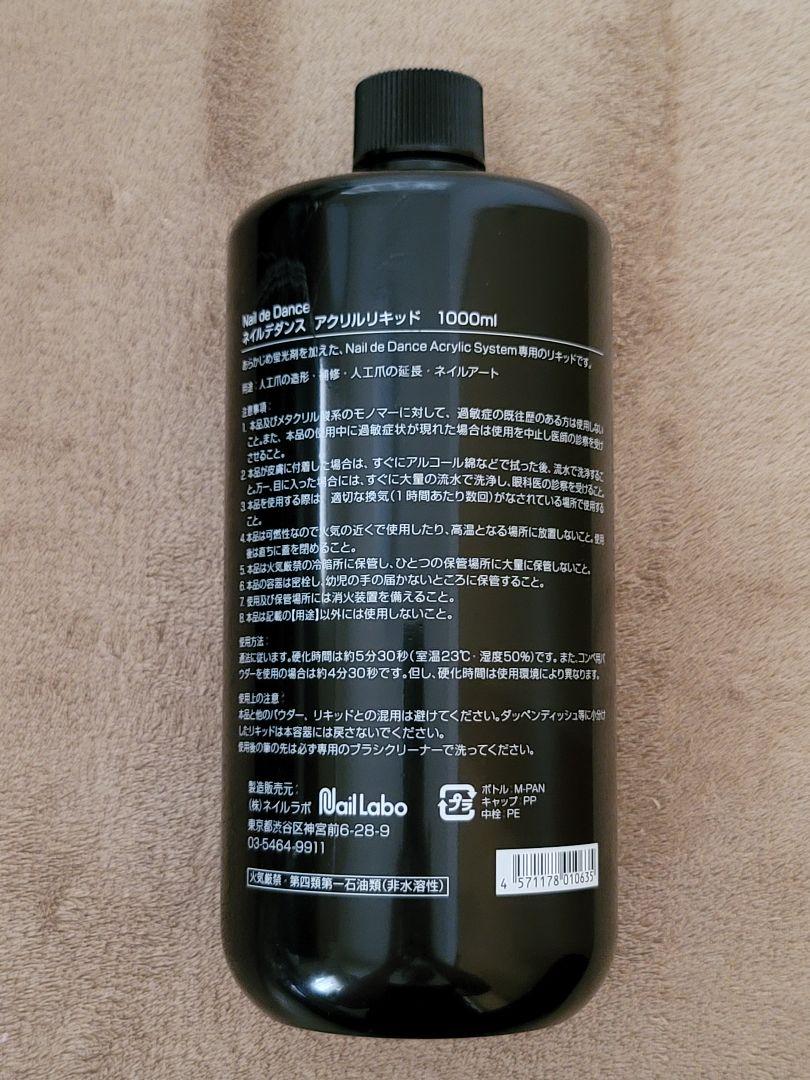 Nail de Dance
ネイルデダンス アクリルリキッド 1000ml
あらかじめ蛍光剤を加えた、Nail de Dance Acrylic System専用のリキッドです。
用途：人工爪の造形・補修・人工爪の延長・ネイルアート
注意事項：
1. 本品及びメタクリル酸系のモノマーに対して、過敏症の既往歴のある方は使用しない
こと。また、本品の使用中に過敏症状が現れた場合は使用を中止し医師の診察を受け
させること。
2. 本品が皮膚に付着した場合は、すぐにアルコール綿などで拭った後、流水で洗浄するこ
と。万一、目に入った場合には、すぐに大量の流水で洗浄し、眼科医の診察を受けること。
3. 本品を使用する際は、適切な換気(1時間あたり数回)がなされている場所で使用する
こと。
4. 本品は可燃性なので火気の近くで使用したり、高温となる場所に放置しないこと。使用
後は直ちに蓋を閉めること。
5. 本品は火気厳禁の冷暗所に保管し、ひとつの保管場所に大量に保管しないこと。
6. 本品の容器は密栓し、幼児の手の届かないところに保管すること。
7. 使用及び保管場所には消火装置を備えること。
8. 本品は記載の【用途】以外には使用しないこと。
使用方法：
適法に従います。硬化時間は約5分30秒(室温23℃・湿度50%)です。また、コンペ用パ
ウダーを使用の場合は約4分30秒です。但し、硬化時間は使用環境により異なります。
使用上の注意：
本品と他のパウダー、リキッドとの混用は避けてください。ダッペンディッシュ等に小分け
したリキッドは本容器には戻さないでください。
使用後の筆の先は必ず専用のブラシクリーナーで洗ってください。
製造販売元：
(株)ネイルラボ NailLabo
東京都渋谷区神宮前6-28-9
03-5464-9911
プラ
ボトル：M-PAN
キャップ：PP
中栓：PE
火気厳禁・第四類第一石油類(非水溶性)
4 571178 010635